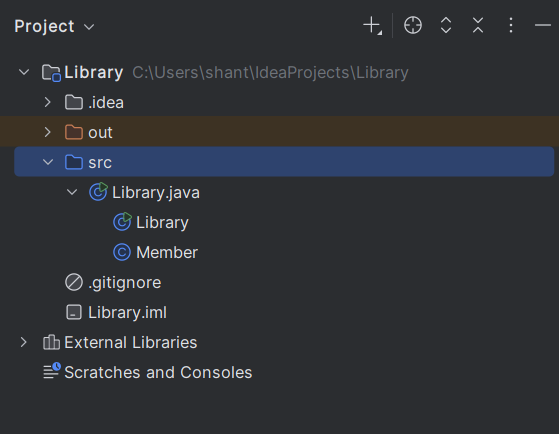 Project
Library C:\Users\shant\IdeaProjects\Library
.idea
out
src
Library.java
Library
Member
.gitignore
Library.iml
External Libraries
Scratches and Consoles